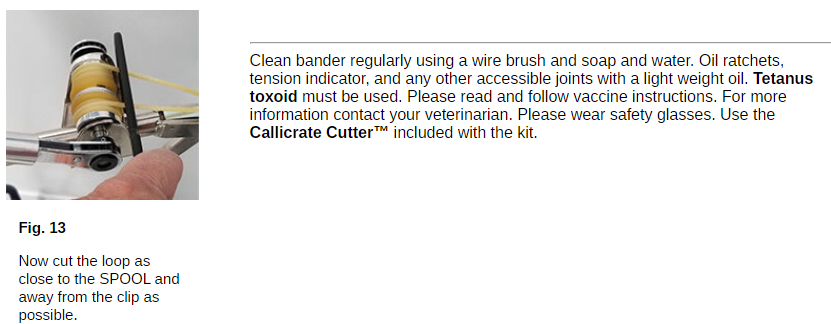 Clean bander regularly using a wire brush and soap and water. Oil ratchets,
tension indicator, and any other accessible joints with a light weight oil. Tetanus
toxoid must be used. Please read and follow vaccine instructions. For more
information contact your veterinarian. Please wear safety glasses. Use the
Callicrate Cutter™ included with the kit.
Fig. 13
Now cut the loop as
close to the SPOOL and
away from the clip as
possible.